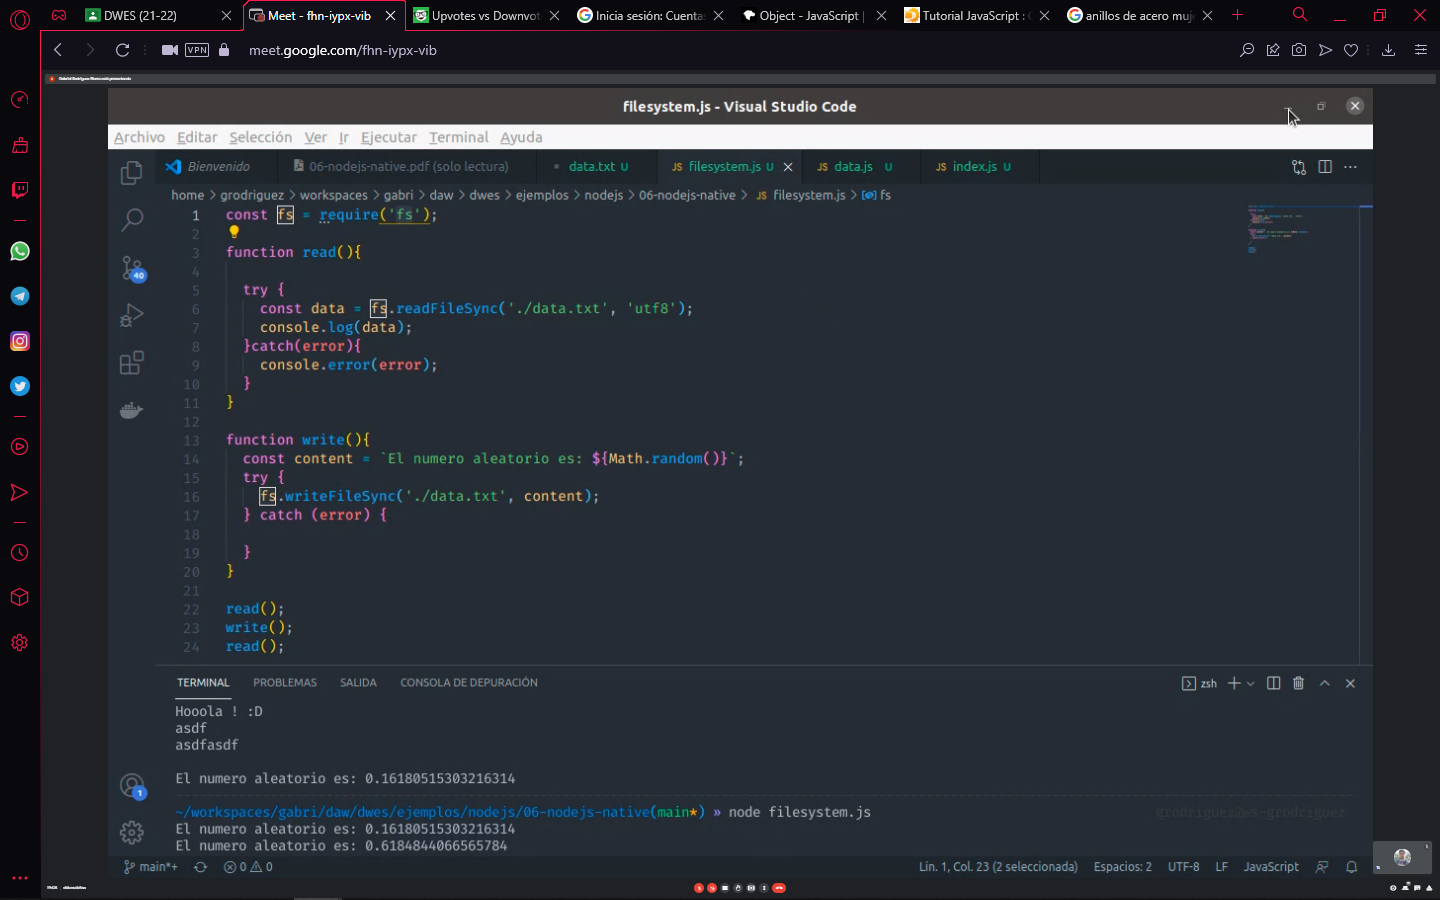 DWES (21-22)
Meet - fhn-iypx-vib
Upvotes vs Downvot
Inicia sesión: Cuenta
Object - JavaScript |
Tutorial JavaScript :
anillos de acero muj
VPN
meet.google.com/fhn-iypx-vib
filesystem.js - Visual Studio Code
Archivo Editar Selección Ver Ir Ejecutar Terminal Ayuda
Bienvenido
06-nodejs-native.pdf (solo lectura)
data.txt U
JS filesystem.js U
JS data.js U
JS index.js U
home > grodriguez > workspaces > gabri > daw > dwes > ejemplos > nodejs > 06-nodejs-native > JS filesystem.js > fs
1 const fs = require('fs');
2
3 function read(){
4
5 try {
6 const data = fs.readFileSync('./data.txt', 'utf8');
7 console.log(data);
8 }catch(error){
9 console.error(error);
10 }
11 }
12
13 function write(){
14 const content = `El numero aleatorio es: ${Math.random()}`;
15 try {
16 fs.writeFileSync('./data.txt', content);
17 } catch (error) {
18
19 }
20 }
21
22 read();
23 write();
24 read();
40
TERMINAL PROBLEMAS SALIDA CONSOLA DE DEPURACIÓN
zsh
Hooola ! :D
asdf
asdfasdf
El numero aleatorio es: 0.16180515303216314
~/workspaces/gabri/daw/dwes/ejemplos/nodejs/06-nodejs-native(main*) » node filesystem.js
grodriguez@ws-grodriguez
El numero aleatorio es: 0.16180515303216314
El numero aleatorio es: 0.6184844066565784
1
main*+
0 0
Lín. 1, Col. 23 (2 seleccionada)
Espacios: 2
UTF-8
LF
JavaScript